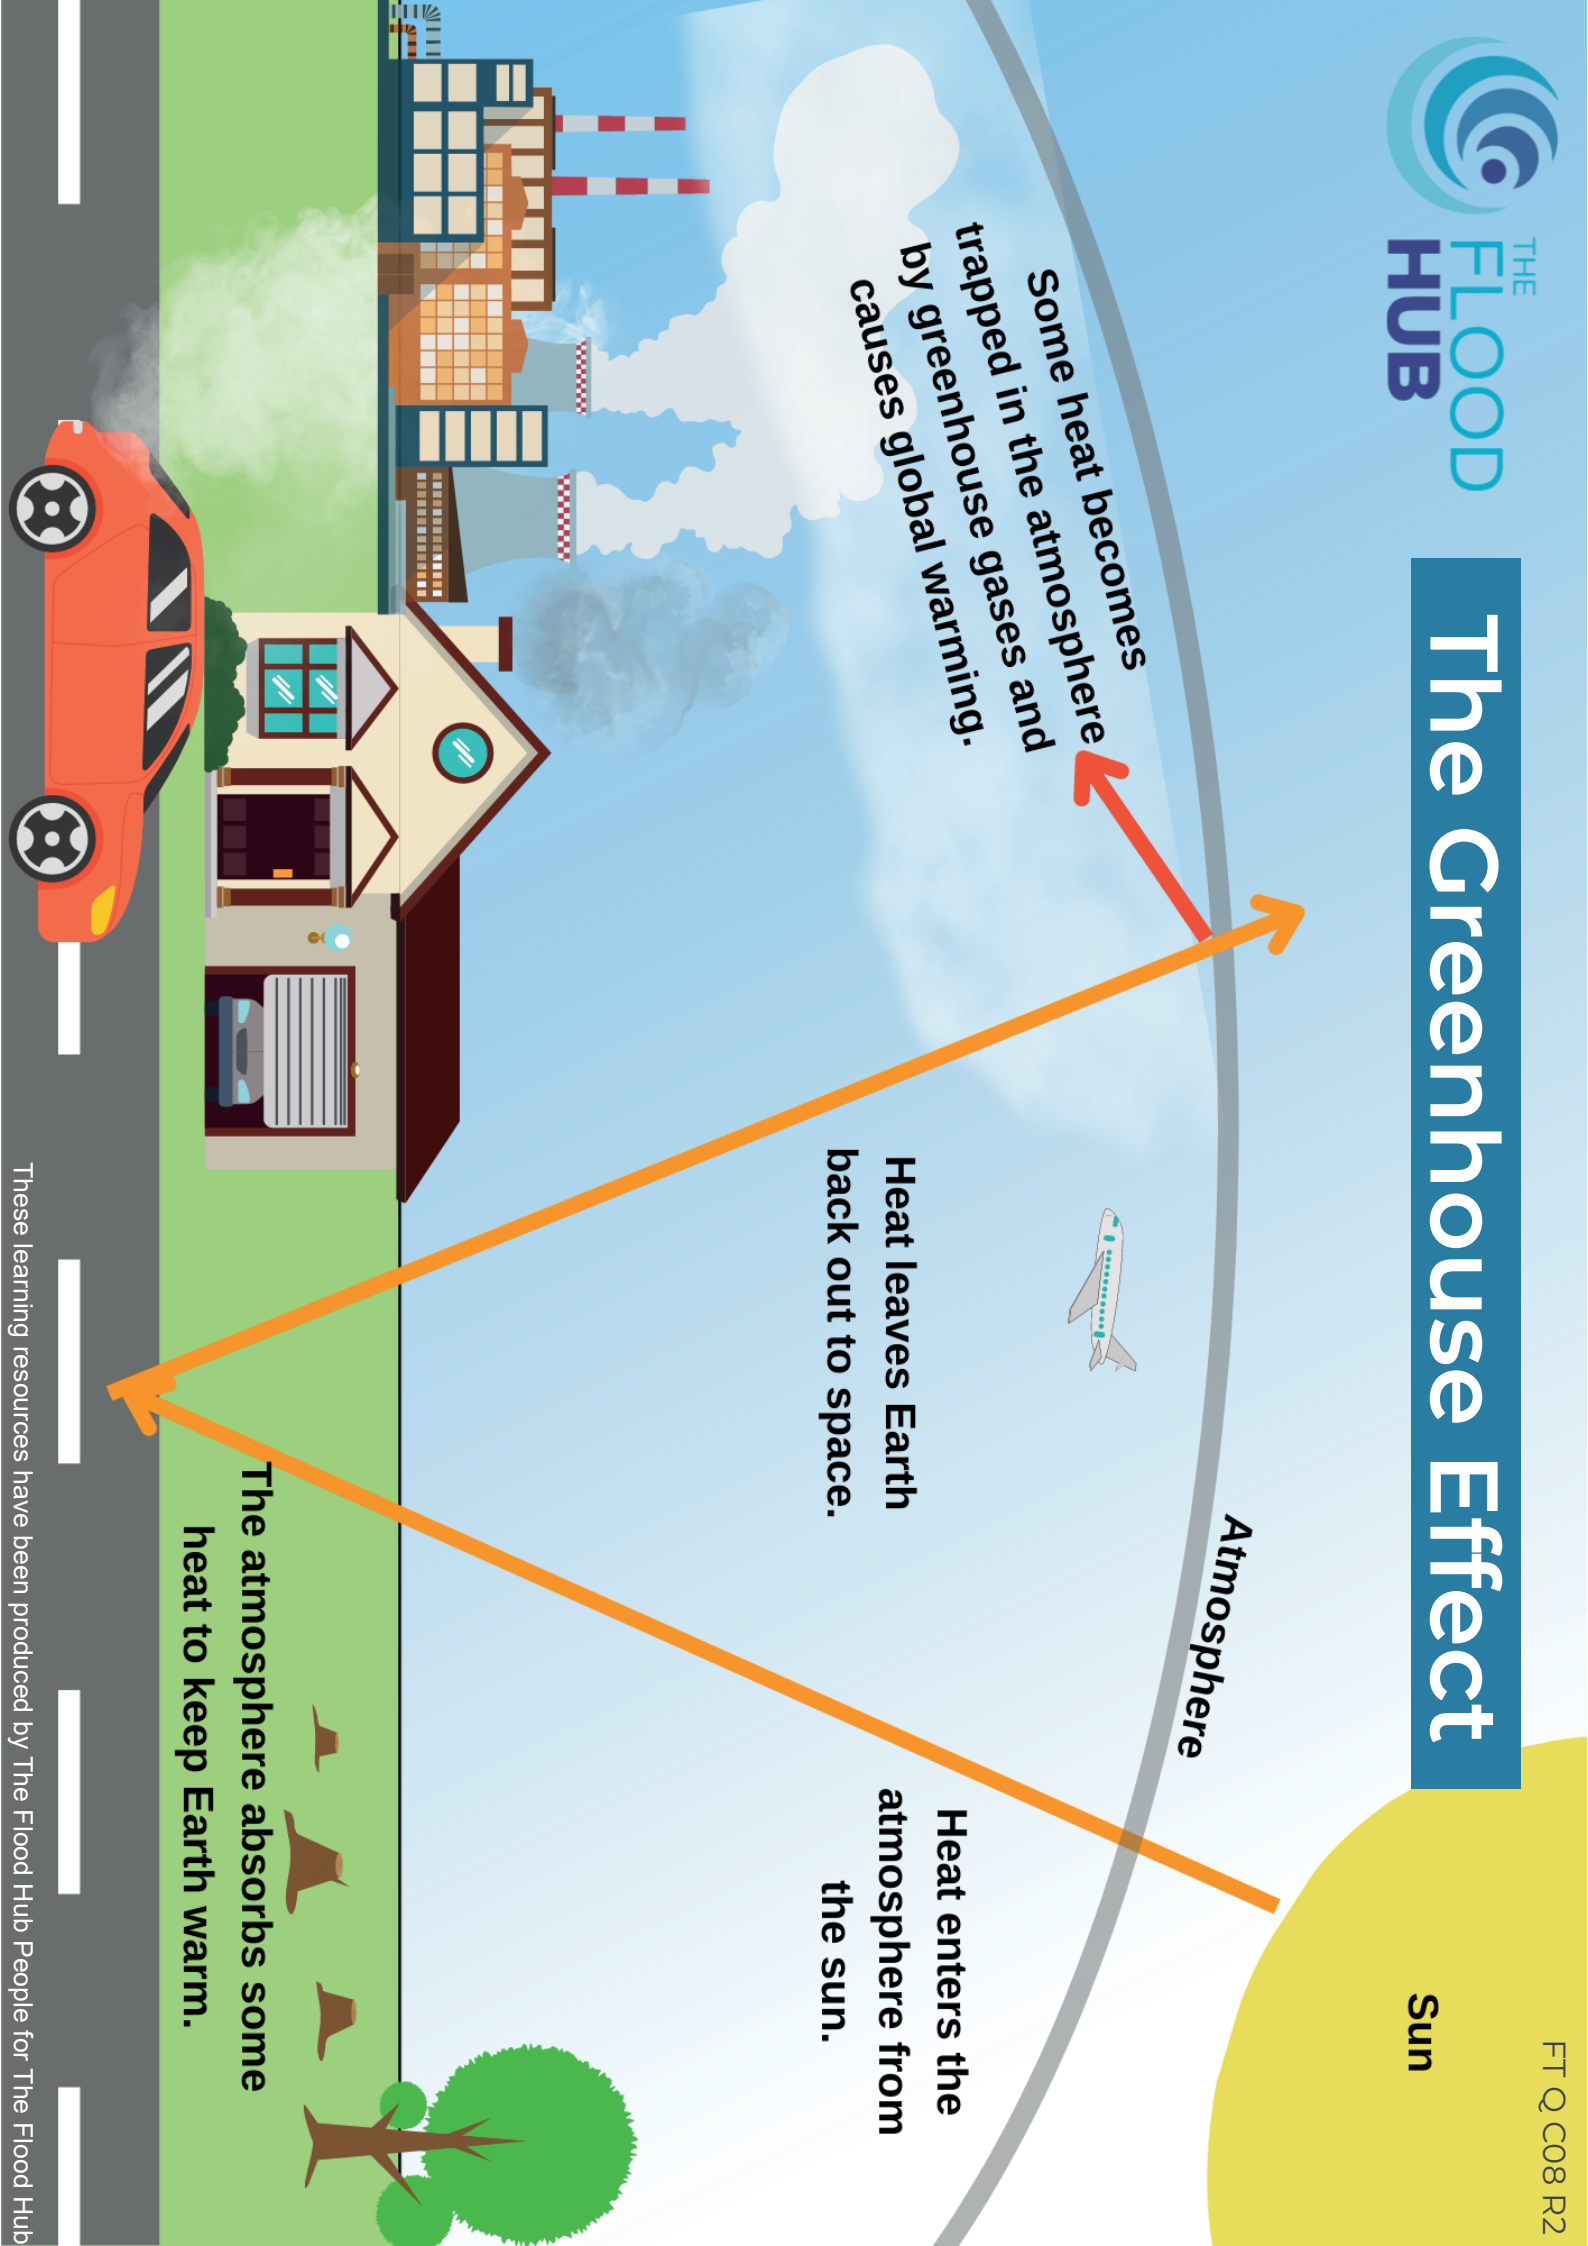 THE
FLOOD
HUB
The Greenhouse Effect
FT Q C08 R2
Sun
Atmosphere
Some heat becomes
trapped in the atmosphere
by greenhouse gases and
causes global warming.
Heat leaves Earth
back out to space.
Heat enters the
atmosphere from
the sun.
The atmosphere absorbs some
heat to keep Earth warm.
These learning resources have been produced by The Flood Hub People for The Flood Hub